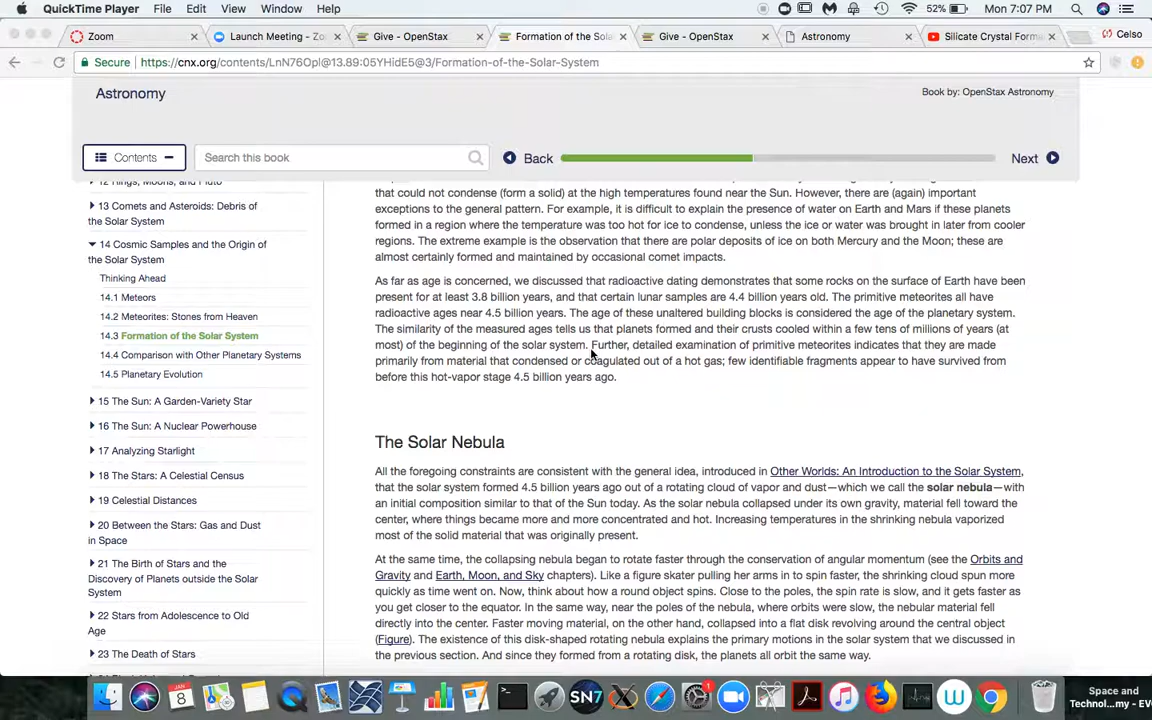 QuickTime Player File Edit View Window Help 52% Mon 7:07 PM
Zoom Launch Meeting - Zo Give - OpenStax Formation of the Sola Give - OpenStax Astronomy Silicate Crystal Form Celso
Secure https://cnx.org/contents/LnN76Opl@13.89:05YHidE5@3/Formation-of-the-Solar-System
Astronomy
Book by: OpenStax Astronomy
Contents Search this book Back Next
12 Rings, Moons, and Pluto
13 Comets and Asteroids: Debris of
the Solar System
14 Cosmic Samples and the Origin of
the Solar System
Thinking Ahead
14.1 Meteors
14.2 Meteorites: Stones from Heaven
14.3 Formation of the Solar System
14.4 Comparison with Other Planetary Systems
14.5 Planetary Evolution
15 The Sun: A Garden-Variety Star
16 The Sun: A Nuclear Powerhouse
17 Analyzing Starlight
18 The Stars: A Celestial Census
19 Celestial Distances
20 Between the Stars: Gas and Dust
in Space
21 The Birth of Stars and the
Discovery of Planets outside the Solar
System
22 Stars from Adolescence to Old
Age
23 The Death of Stars
that could not condense (form a solid) at the high temperatures found near the Sun. However, there are (again) important
exceptions to the general pattern. For example, it is difficult to explain the presence of water on Earth and Mars if these planets
formed in a region where the temperature was too hot for ice to condense, unless the ice or water was brought in later from cooler
regions. The extreme example is the observation that there are polar deposits of ice on both Mercury and the Moon; these are
almost certainly formed and maintained by occasional comet impacts.
As far as age is concerned, we discussed that radioactive dating demonstrates that some rocks on the surface of Earth have been
present for at least 3.8 billion years, and that certain lunar samples are 4.4 billion years old. The primitive meteorites all have
radioactive ages near 4.5 billion years. The age of these unaltered building blocks is considered the age of the planetary system.
The similarity of the measured ages tells us that planets formed and their crusts cooled within a few tens of millions of years (at
most) of the beginning of the solar system. Further, detailed examination of primitive meteorites indicates that they are made
primarily from material that condensed or coagulated out of a hot gas; few identifiable fragments appear to have survived from
before this hot-vapor stage 4.5 billion years ago.
The Solar Nebula
All the foregoing constraints are consistent with the general idea, introduced in Other Worlds: An Introduction to the Solar System,
that the solar system formed 4.5 billion years ago out of a rotating cloud of vapor and dust—which we call the solar nebula—with
an initial composition similar to that of the Sun today. As the solar nebula collapsed under its own gravity, material fell toward the
center, where things became more and more concentrated and hot. Increasing temperatures in the shrinking nebula vaporized
most of the solid material that was originally present.
At the same time, the collapsing nebula began to rotate faster through the conservation of angular momentum (see the Orbits and
Gravity and Earth, Moon, and Sky chapters). Like a figure skater pulling her arms in to spin faster, the shrinking cloud spun more
quickly as time went on. Now, think about how a round object spins. Close to the poles, the spin rate is slow, and it gets faster as
you get closer to the equator. In the same way, near the poles of the nebula, where orbits were slow, the nebular material fell
directly into the center. Faster moving material, on the other hand, collapsed into a flat disk revolving around the central object
(Figure). The existence of this disk-shaped rotating nebula explains the primary motions in the solar system that we discussed in
the previous section. And since they formed from a rotating disk, the planets all orbit the same way.
JAN
8
SN7
1
Space and
Technol...my - EV